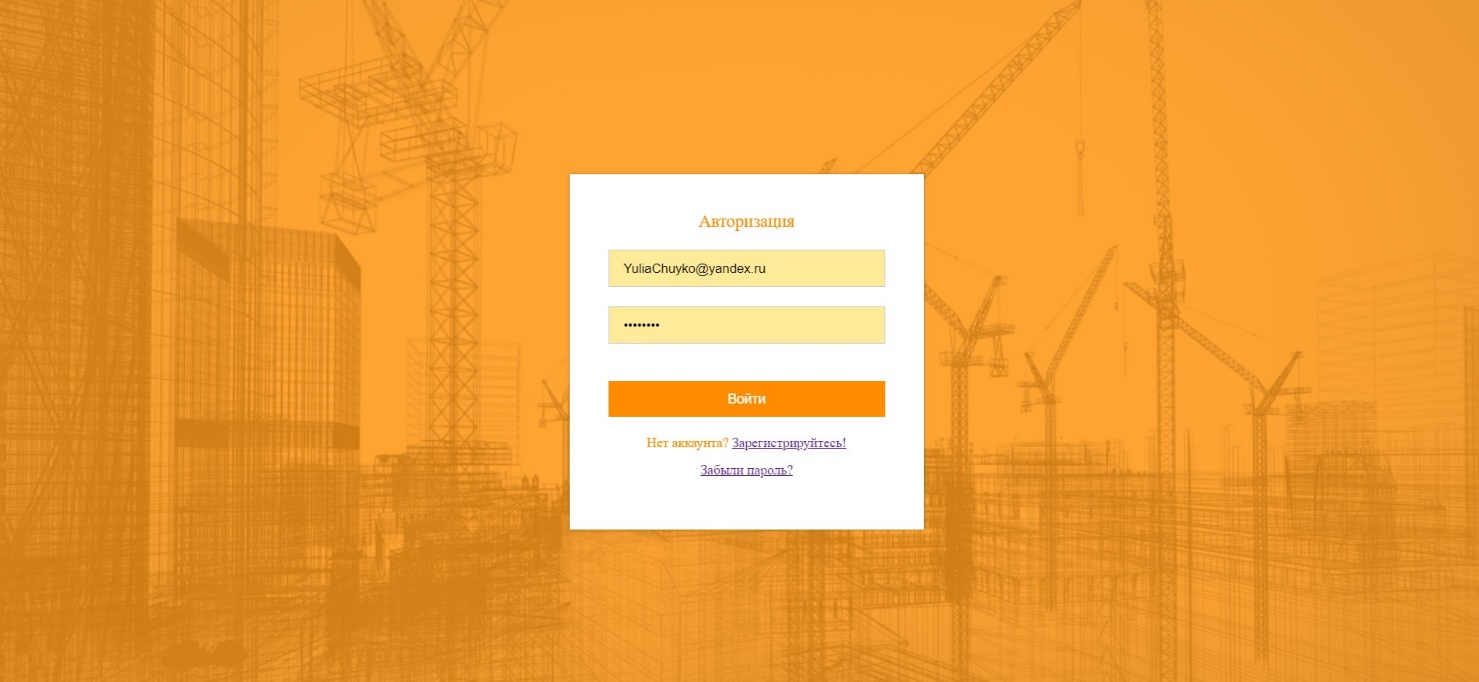 Авторизация
YuliaChuyko@yandex.ru
••••••••
Войти
Нет аккаунта? Зарегистрируйтесь!
Забыли пароль?